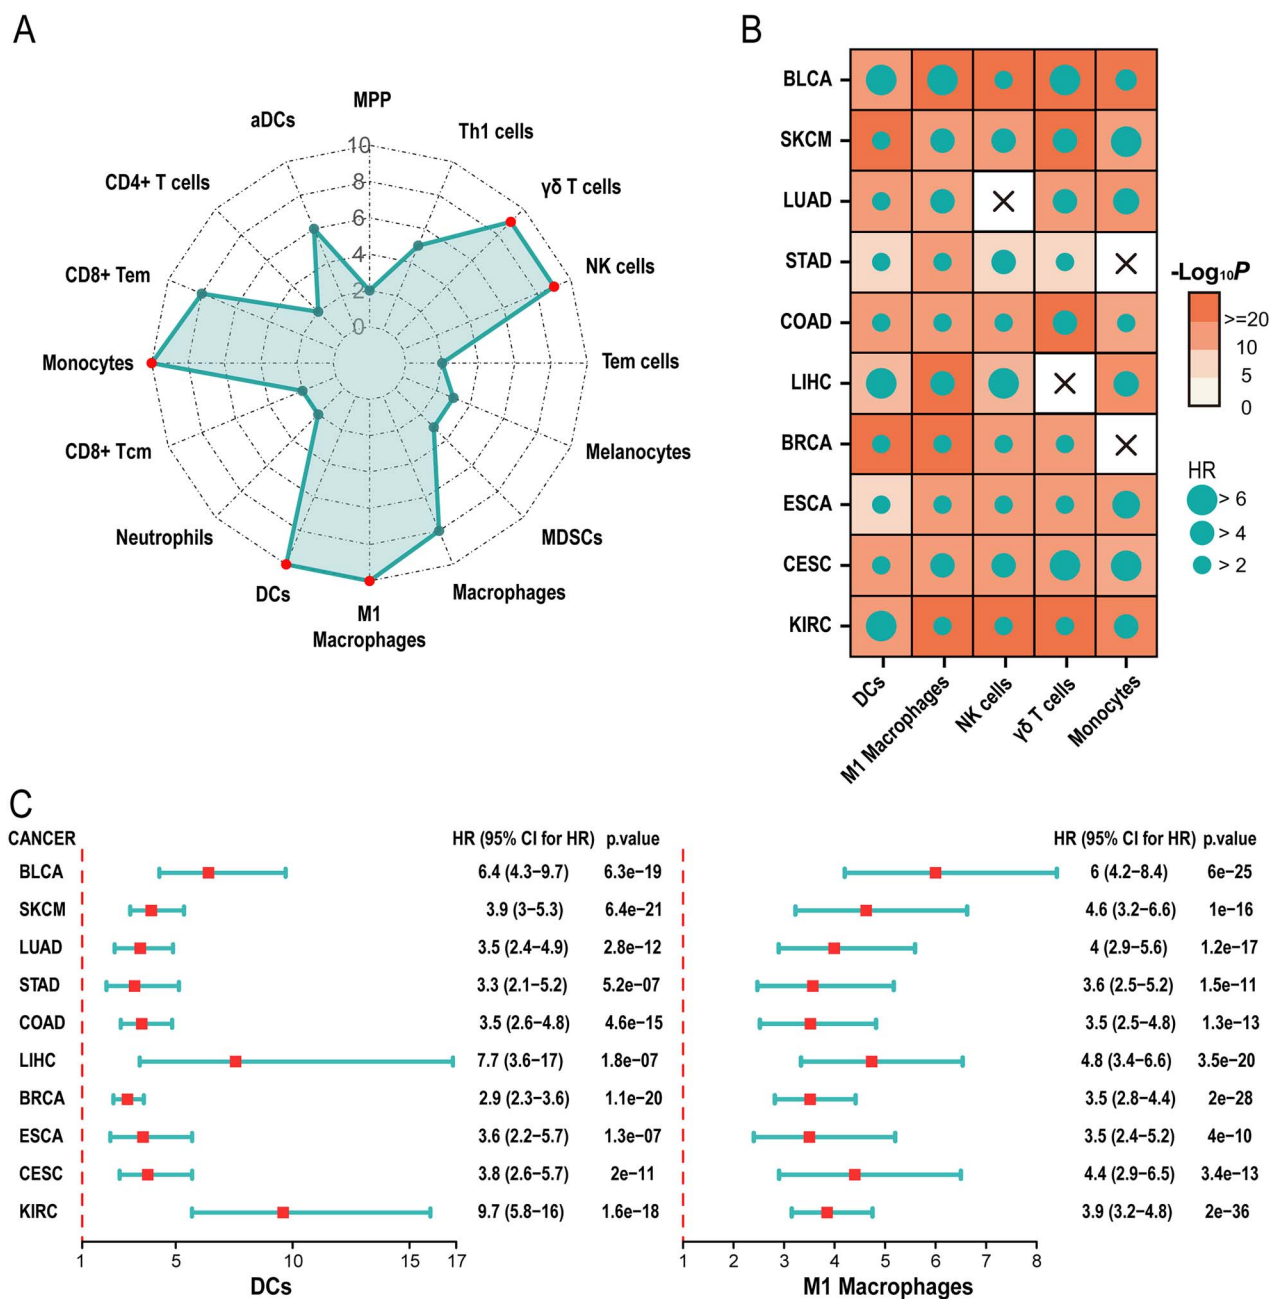 A
MPP
aDCs
Th1 cells
CD4+ T cells
γδ T cells
CD8+ Tem
NK cells
Monocytes
Tem cells
CD8+ Tcm
Melanocytes
Neutrophils
MDSCs
DCs
Macrophages
M1
Macrophages
10
8
6
4
2
0
B
BLCA
SKCM
LUAD
STAD
COAD
LIHC
BRCA
ESCA
CESC
KIRC
DCs
M1 Macrophages
NK cells
γδ T cells
Monocytes
-Log₁₀P
>=20
10
5
0
HR
> 6
> 4
> 2
C
CANCER HR (95% CI for HR) p.value HR (95% CI for HR) p.value
BLCA 6.4 (4.3−9.7) 6.3e−19 6 (4.2−8.4) 6e−25
SKCM 3.9 (3−5.3) 6.4e−21 4.6 (3.2−6.6) 1e−16
LUAD 3.5 (2.4−4.9) 2.8e−12 4 (2.9−5.6) 1.2e−17
STAD 3.3 (2.1−5.2) 5.2e−07 3.6 (2.5−5.2) 1.5e−11
COAD 3.5 (2.6−4.8) 4.6e−15 3.5 (2.5−4.8) 1.3e−13
LIHC 7.7 (3.6−17) 1.8e−07 4.8 (3.4−6.6) 3.5e−20
BRCA 2.9 (2.3−3.6) 1.1e−20 3.5 (2.8−4.4) 2e−28
ESCA 3.6 (2.2−5.7) 1.3e−07 3.5 (2.4−5.2) 4e−10
CESC 3.8 (2.6−5.7) 2e−11 4.4 (2.9−6.5) 3.4e−13
KIRC 9.7 (5.8−16) 1.6e−18 3.9 (3.2−4.8) 2e−36
1 5 10 15 17 1 2 3 4 5 6 7 8
DCs M1 Macrophages